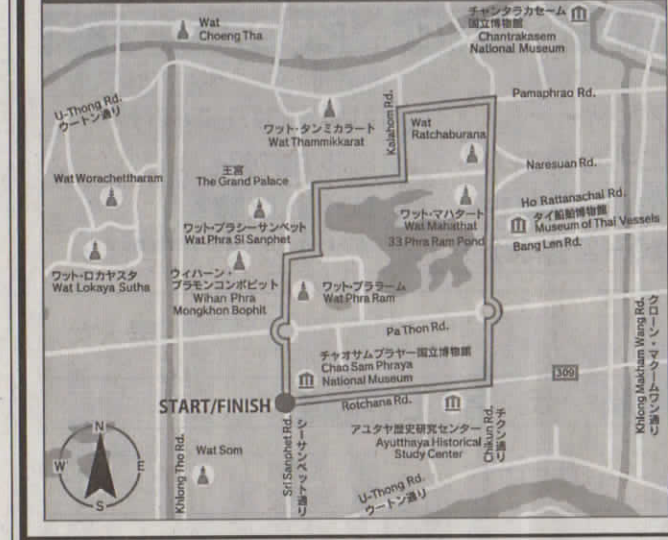 Wat
Choeng Tha
チャンタラカセーム
国立博物館
Chantrakasem
National Museum
U-Thong Rd.
ウートン通り
Pamaphrao Rd.
Kalahom Rd.
ワット・タンミカラート
Wat Thammikkarat
Wat
Ratchaburana
Naresuan Rd.
Wat Worachettharam
王宮
The Grand Palace
Ho Rattanachai Rd.
タイ船舶博物館
Museum of Thai Vessels
ワット・プラシーサンペット
Wat Phra Si Sanphet
ワット・マハタート
Wat Mahathat
33 Phra Ram Pond
Bang Len Rd.
ワット・ロカヤスタ
Wat Lokaya Sutha
ウィハーン・
プラモンコンボピット
Wihan Phra
Mongkhon Bophit
ワット・プララーム
Wat Phra Ram
Pa Thon Rd.
クローン・マクームワン通り
Khlong Makham Wang Rd.
チャオサムプラヤー国立博物館
Chao Sam Phraya
National Museum
309
START/FINISH
Rotchana Rd.
アユタヤ歴史研究センター
Ayutthaya Historical
Study Center
チクン通り
Chikun Rd.
N
W
E
S
Khlong Tho Rd.
Wat Som
Sri Sanphet Rd.
シーサンペット通り
U-Thong Rd.
ウートン通り